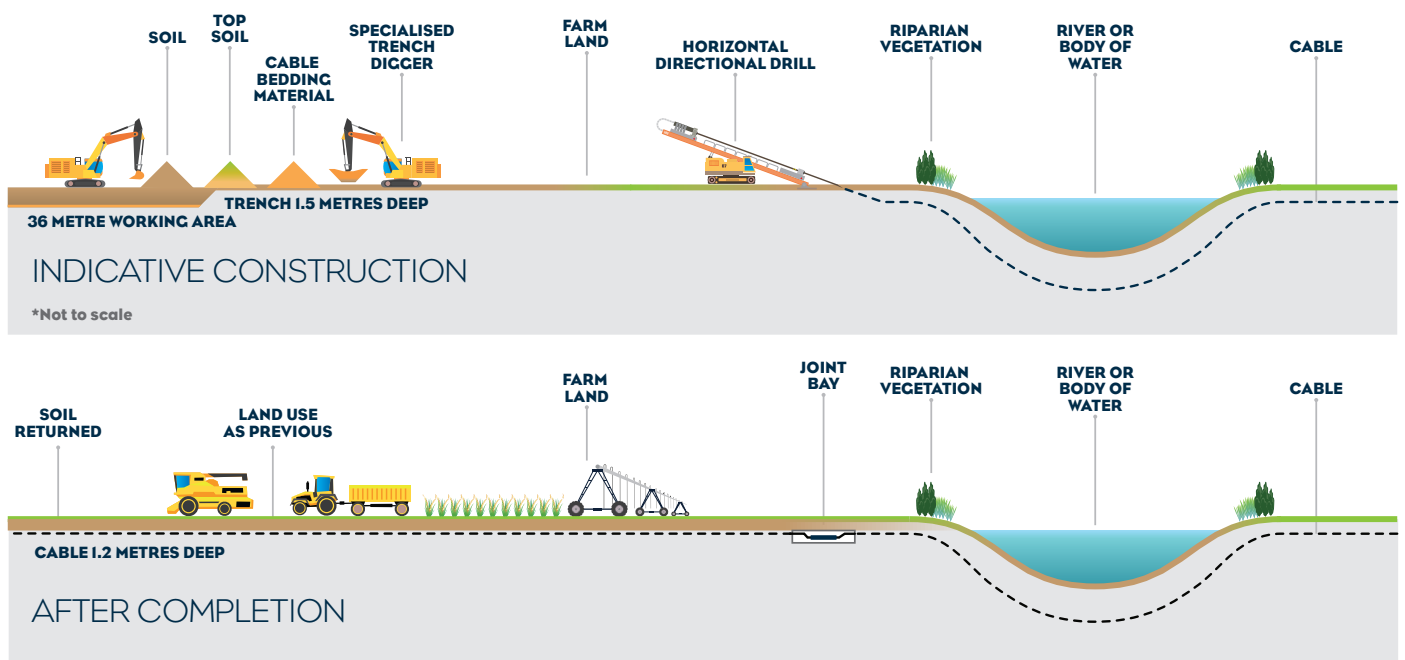 SOIL
TOP
SOIL
CABLE
BEDDING
MATERIAL
SPECIALISED
TRENCH
DIGGER
FARM
LAND
HORIZONTAL
DIRECTIONAL DRILL
RIPARIAN
VEGETATION
RIVER OR
BODY OF
WATER
CABLE
TRENCH 1.5 METRES DEEP
36 METRE WORKING AREA
INDICATIVE CONSTRUCTION
*Not to scale
SOIL
RETURNED
LAND USE
AS PREVIOUS
FARM
LAND
JOINT
BAY
RIPARIAN
VEGETATION
RIVER OR
BODY OF
WATER
CABLE
CABLE 1.2 METRES DEEP
AFTER COMPLETION